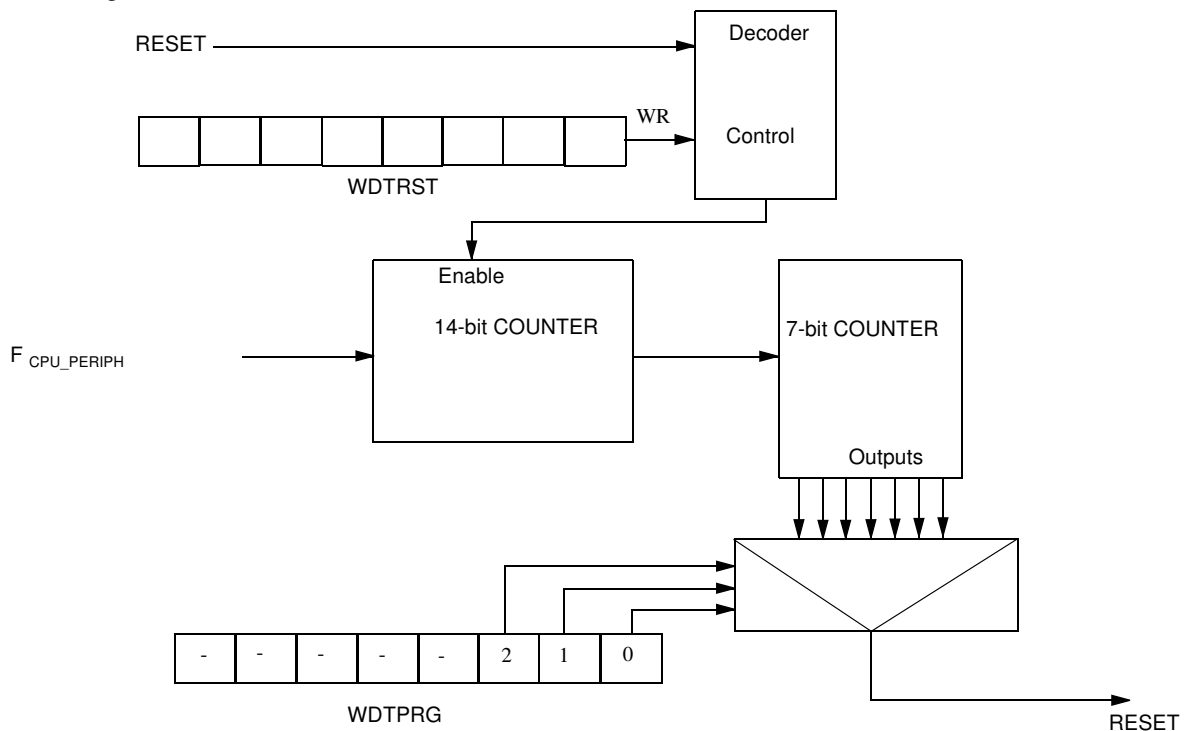 RESET
Decoder
WR
Control
WDTRST
Enable
14-bit COUNTER
7-bit COUNTER
F CPU_PERIPH
Outputs
- - - - - 2 1 0
WDTPRG
RESET